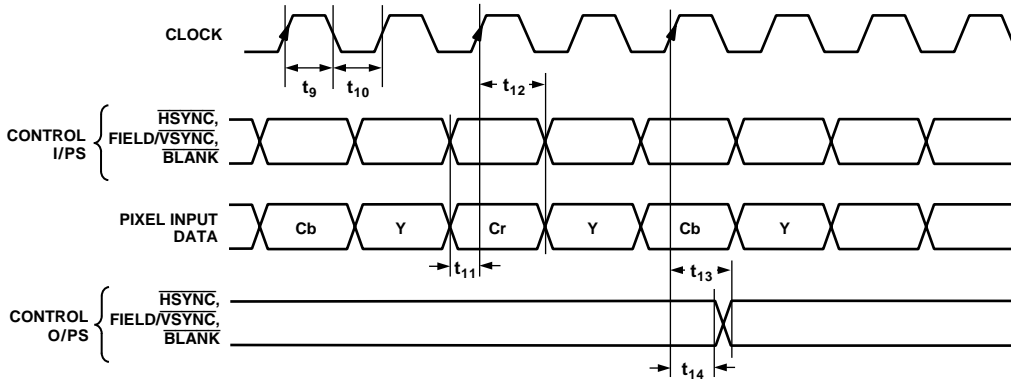 CLOCK
t9
t10
t12
CONTROL
I/PS
HSYNC,
FIELD/VSYNC,
BLANK
PIXEL INPUT
DATA
Cb
Y
Cr
Y
Cb
Y
t11
t13
CONTROL
O/PS
HSYNC,
FIELD/VSYNC,
BLANK
t14